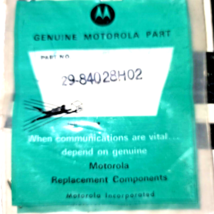 GENUINE MOTOROLA PART
PART NO.
29-84028H02
When communications are vital...
depend on genuine
Motorola
Replacement Components
Motorola Incorporated